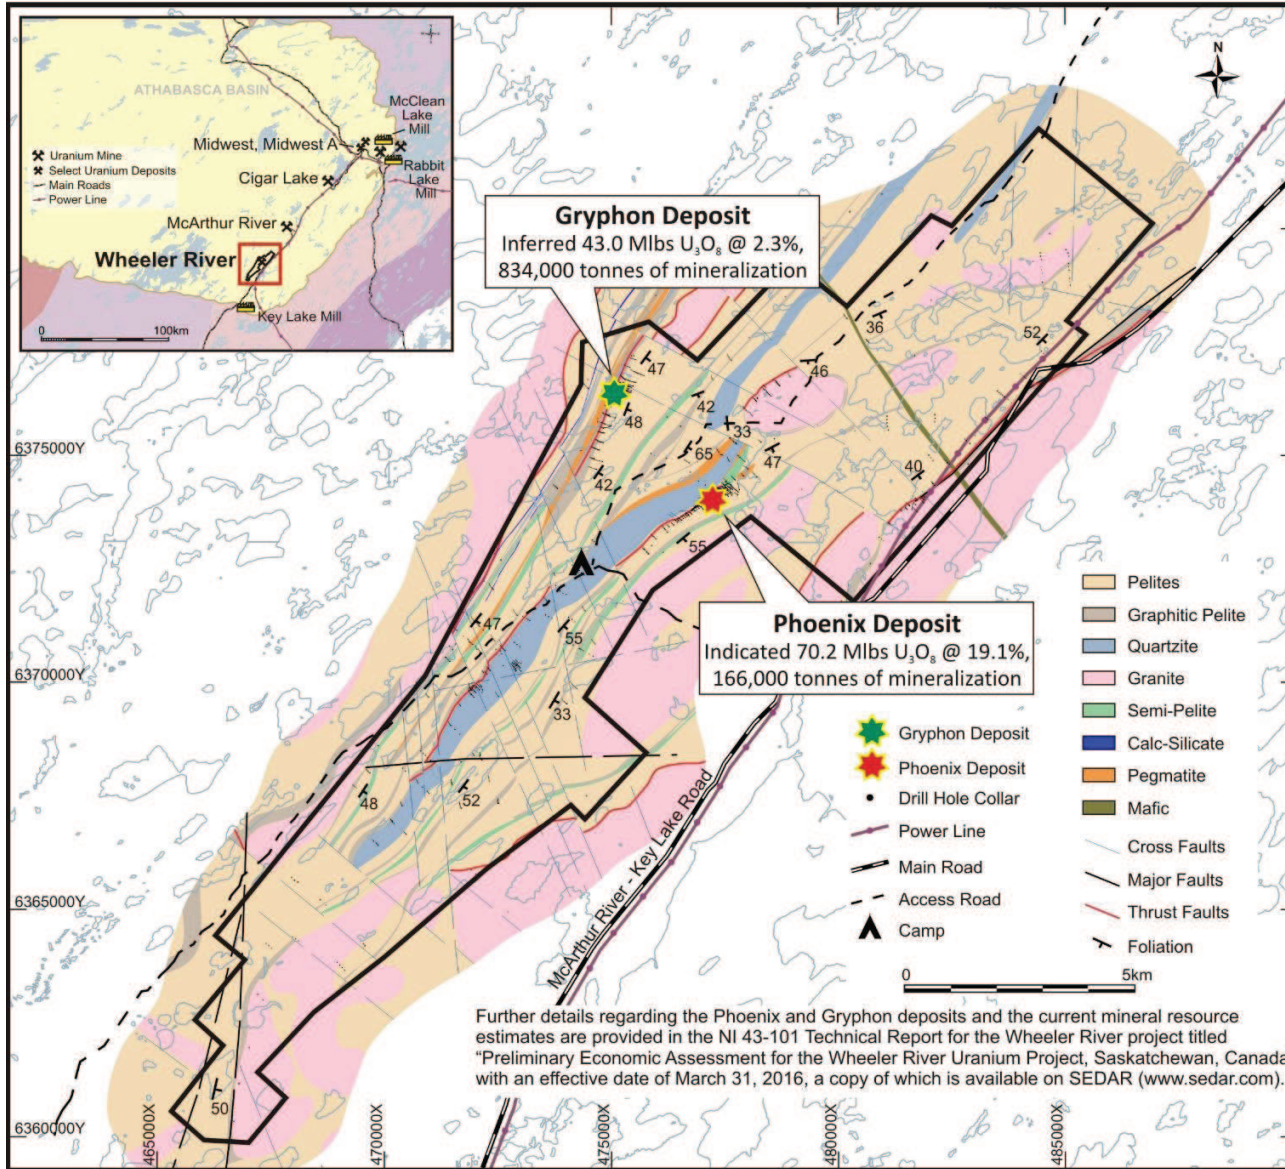 ATHABASCA BASIN
McClean
Lake
Mill
Midwest, Midwest A
Rabbit
Lake
Mill
Uranium Mine
Select Uranium Deposits
Main Roads
Power Line
Cigar Lake
McArthur River
Wheeler River
Key Lake Mill
0 100km
N
Gryphon Deposit
Inferred 43.0 Mlbs U₃O₈ @ 2.3%,
834,000 tonnes of mineralization
36
52
47
46
42
48
33
6375000Y
65
47
42
40
55
Phoenix Deposit
Indicated 70.2 Mlbs U₃O₈ @ 19.1%,
166,000 tonnes of mineralization
47
55
6370000Y
33
48
52
Pelites
Graphitic Pelite
Quartzite
Granite
Semi-Pelite
Calc-Silicate
Pegmatite
Mafic
Cross Faults
Major Faults
Thrust Faults
Foliation
Gryphon Deposit
Phoenix Deposit
Drill Hole Collar
Power Line
Main Road
Access Road
Camp
McArthur River - Key Lake Road
6365000Y
0 5km
Further details regarding the Phoenix and Gryphon deposits and the current mineral resource
estimates are provided in the NI 43-101 Technical Report for the Wheeler River project titled
"Preliminary Economic Assessment for the Wheeler River Uranium Project, Saskatchewan, Canada
with an effective date of March 31, 2016, a copy of which is available on SEDAR (www.sedar.com).
50
6360000Y
465000X
470000X
475000X
480000X
485000X